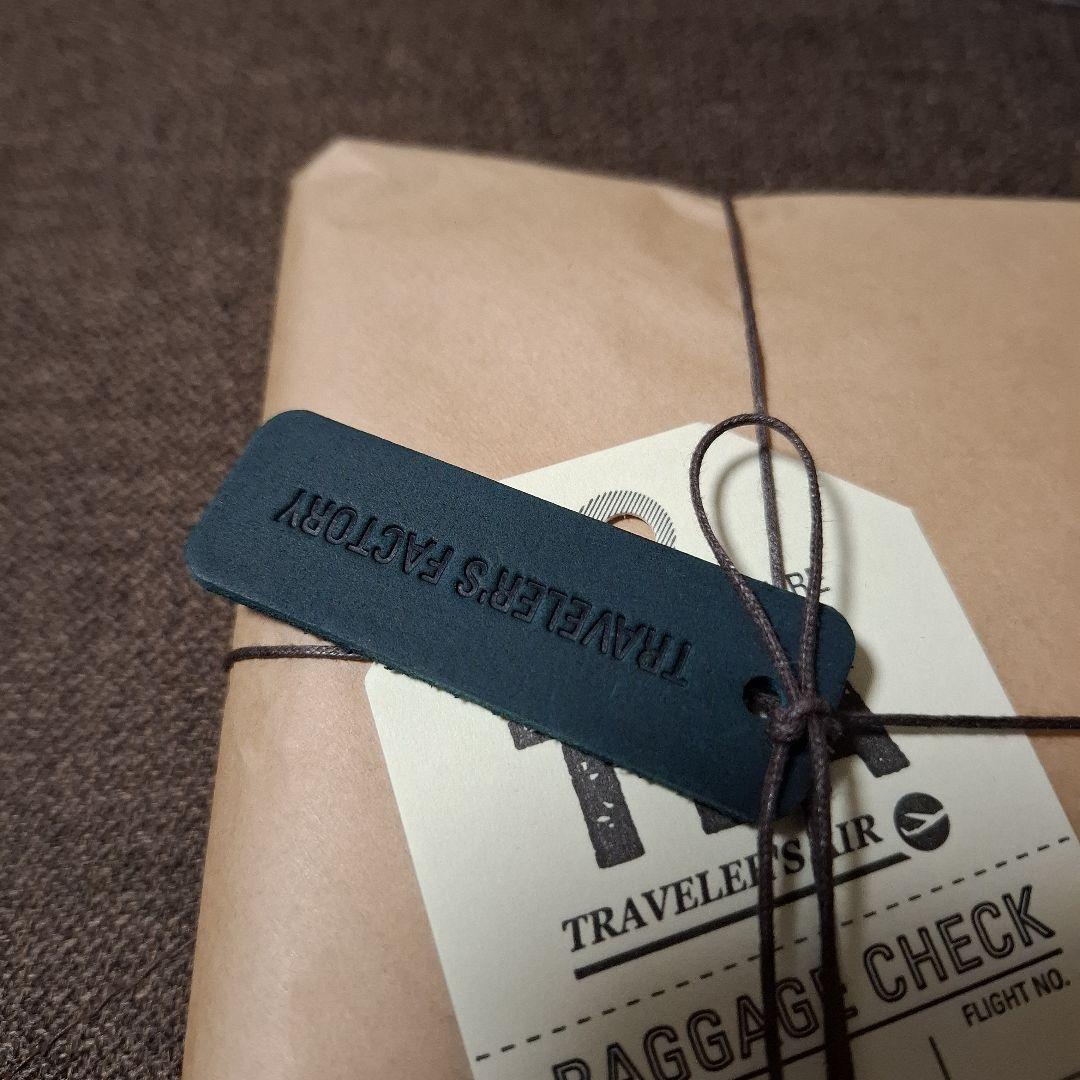 TRAVELER'S FACTORY
TRAVELER'S AIR
BAGGAGE CHECK
FLIGHT NO.